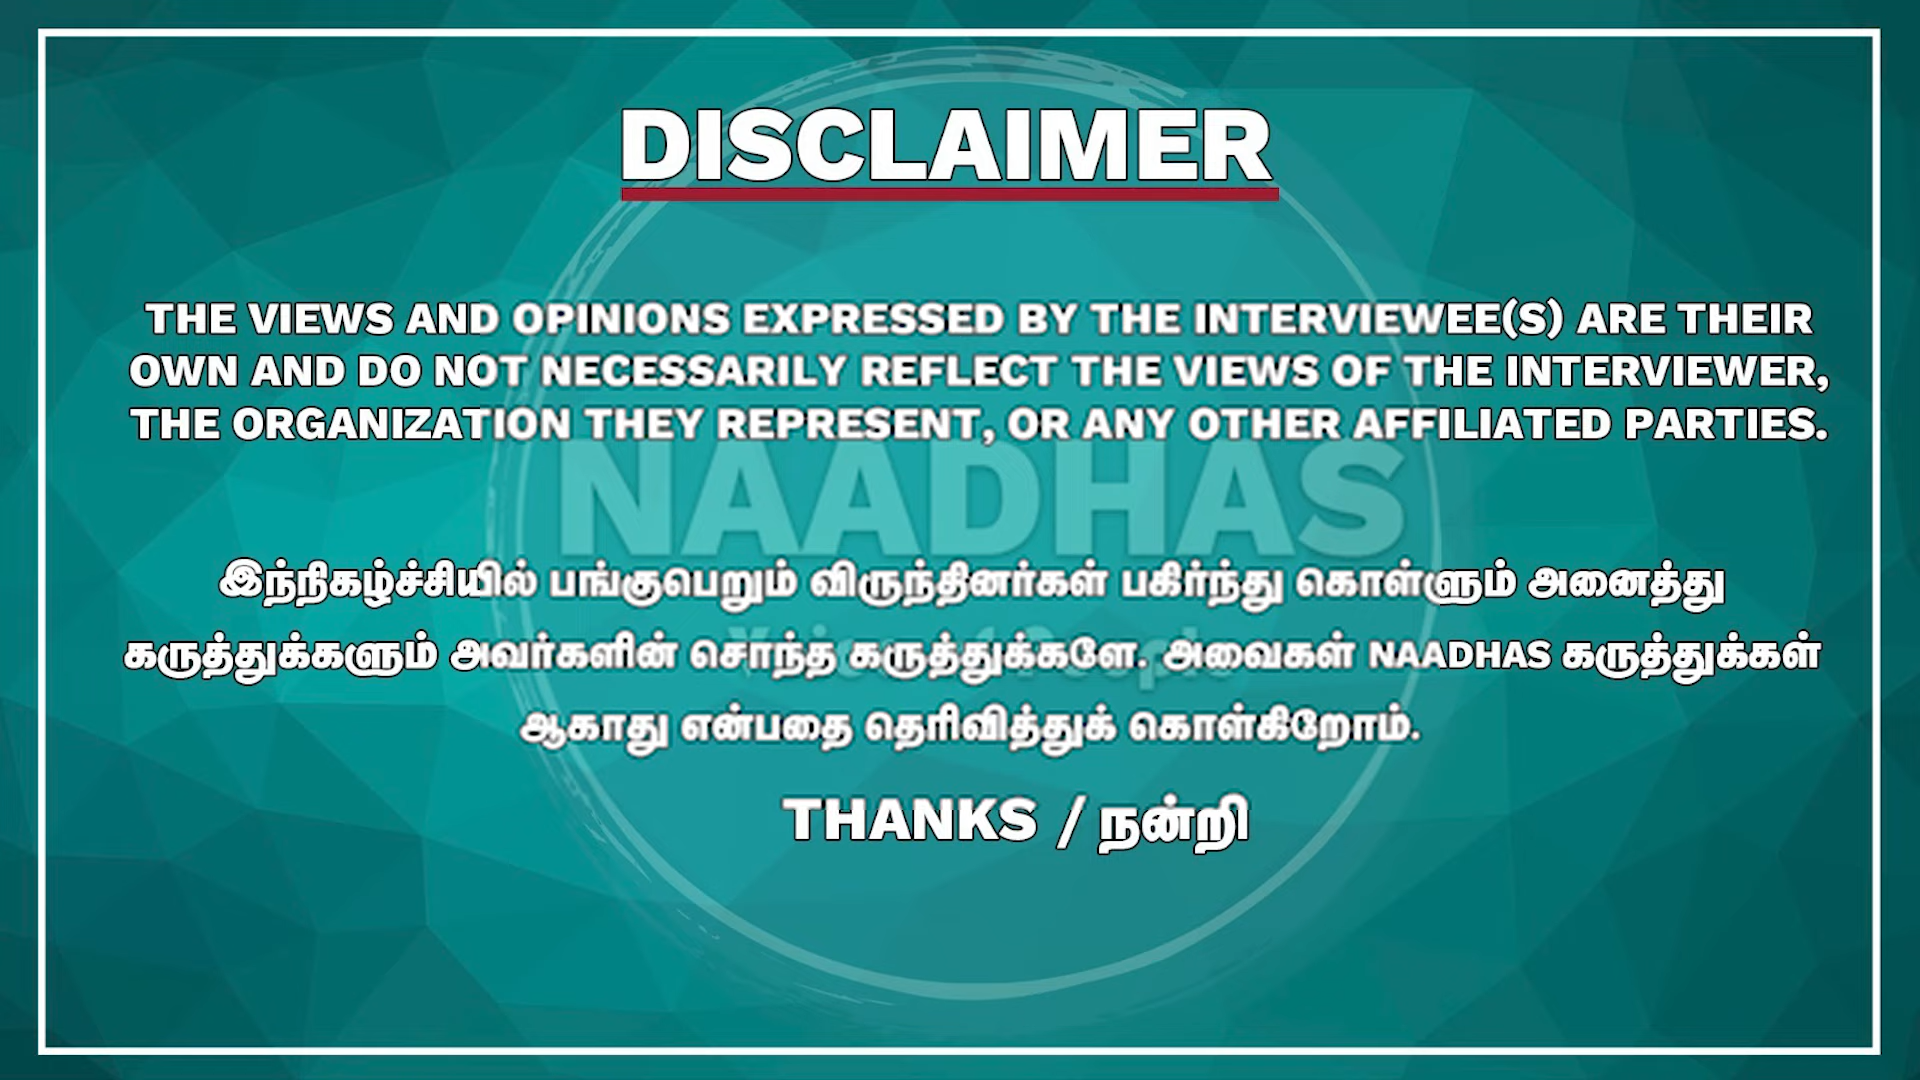 DISCLAIMER
THE VIEWS AND OPINIONS EXPRESSED BY THE INTERVIEWEE(S) ARE THEIR
OWN AND DO NOT NECESSARILY REFLECT THE VIEWS OF THE INTERVIEWER,
THE ORGANIZATION THEY REPRESENT, OR ANY OTHER AFFILIATED PARTIES.
NAADHAS
இந்நிகழ்ச்சியில் பங்குபெறும் விருந்தினர்கள் பகிர்ந்து கொள்ளும் அனைத்து
கருத்துக்களும் அவர்களின் சொந்த கருத்துக்களே. அவைகள் NAADHAS கருத்துக்கள்
ஆகாது என்பதை தெரிவித்துக் கொள்கிறோம்.
THANKS / நன்றி